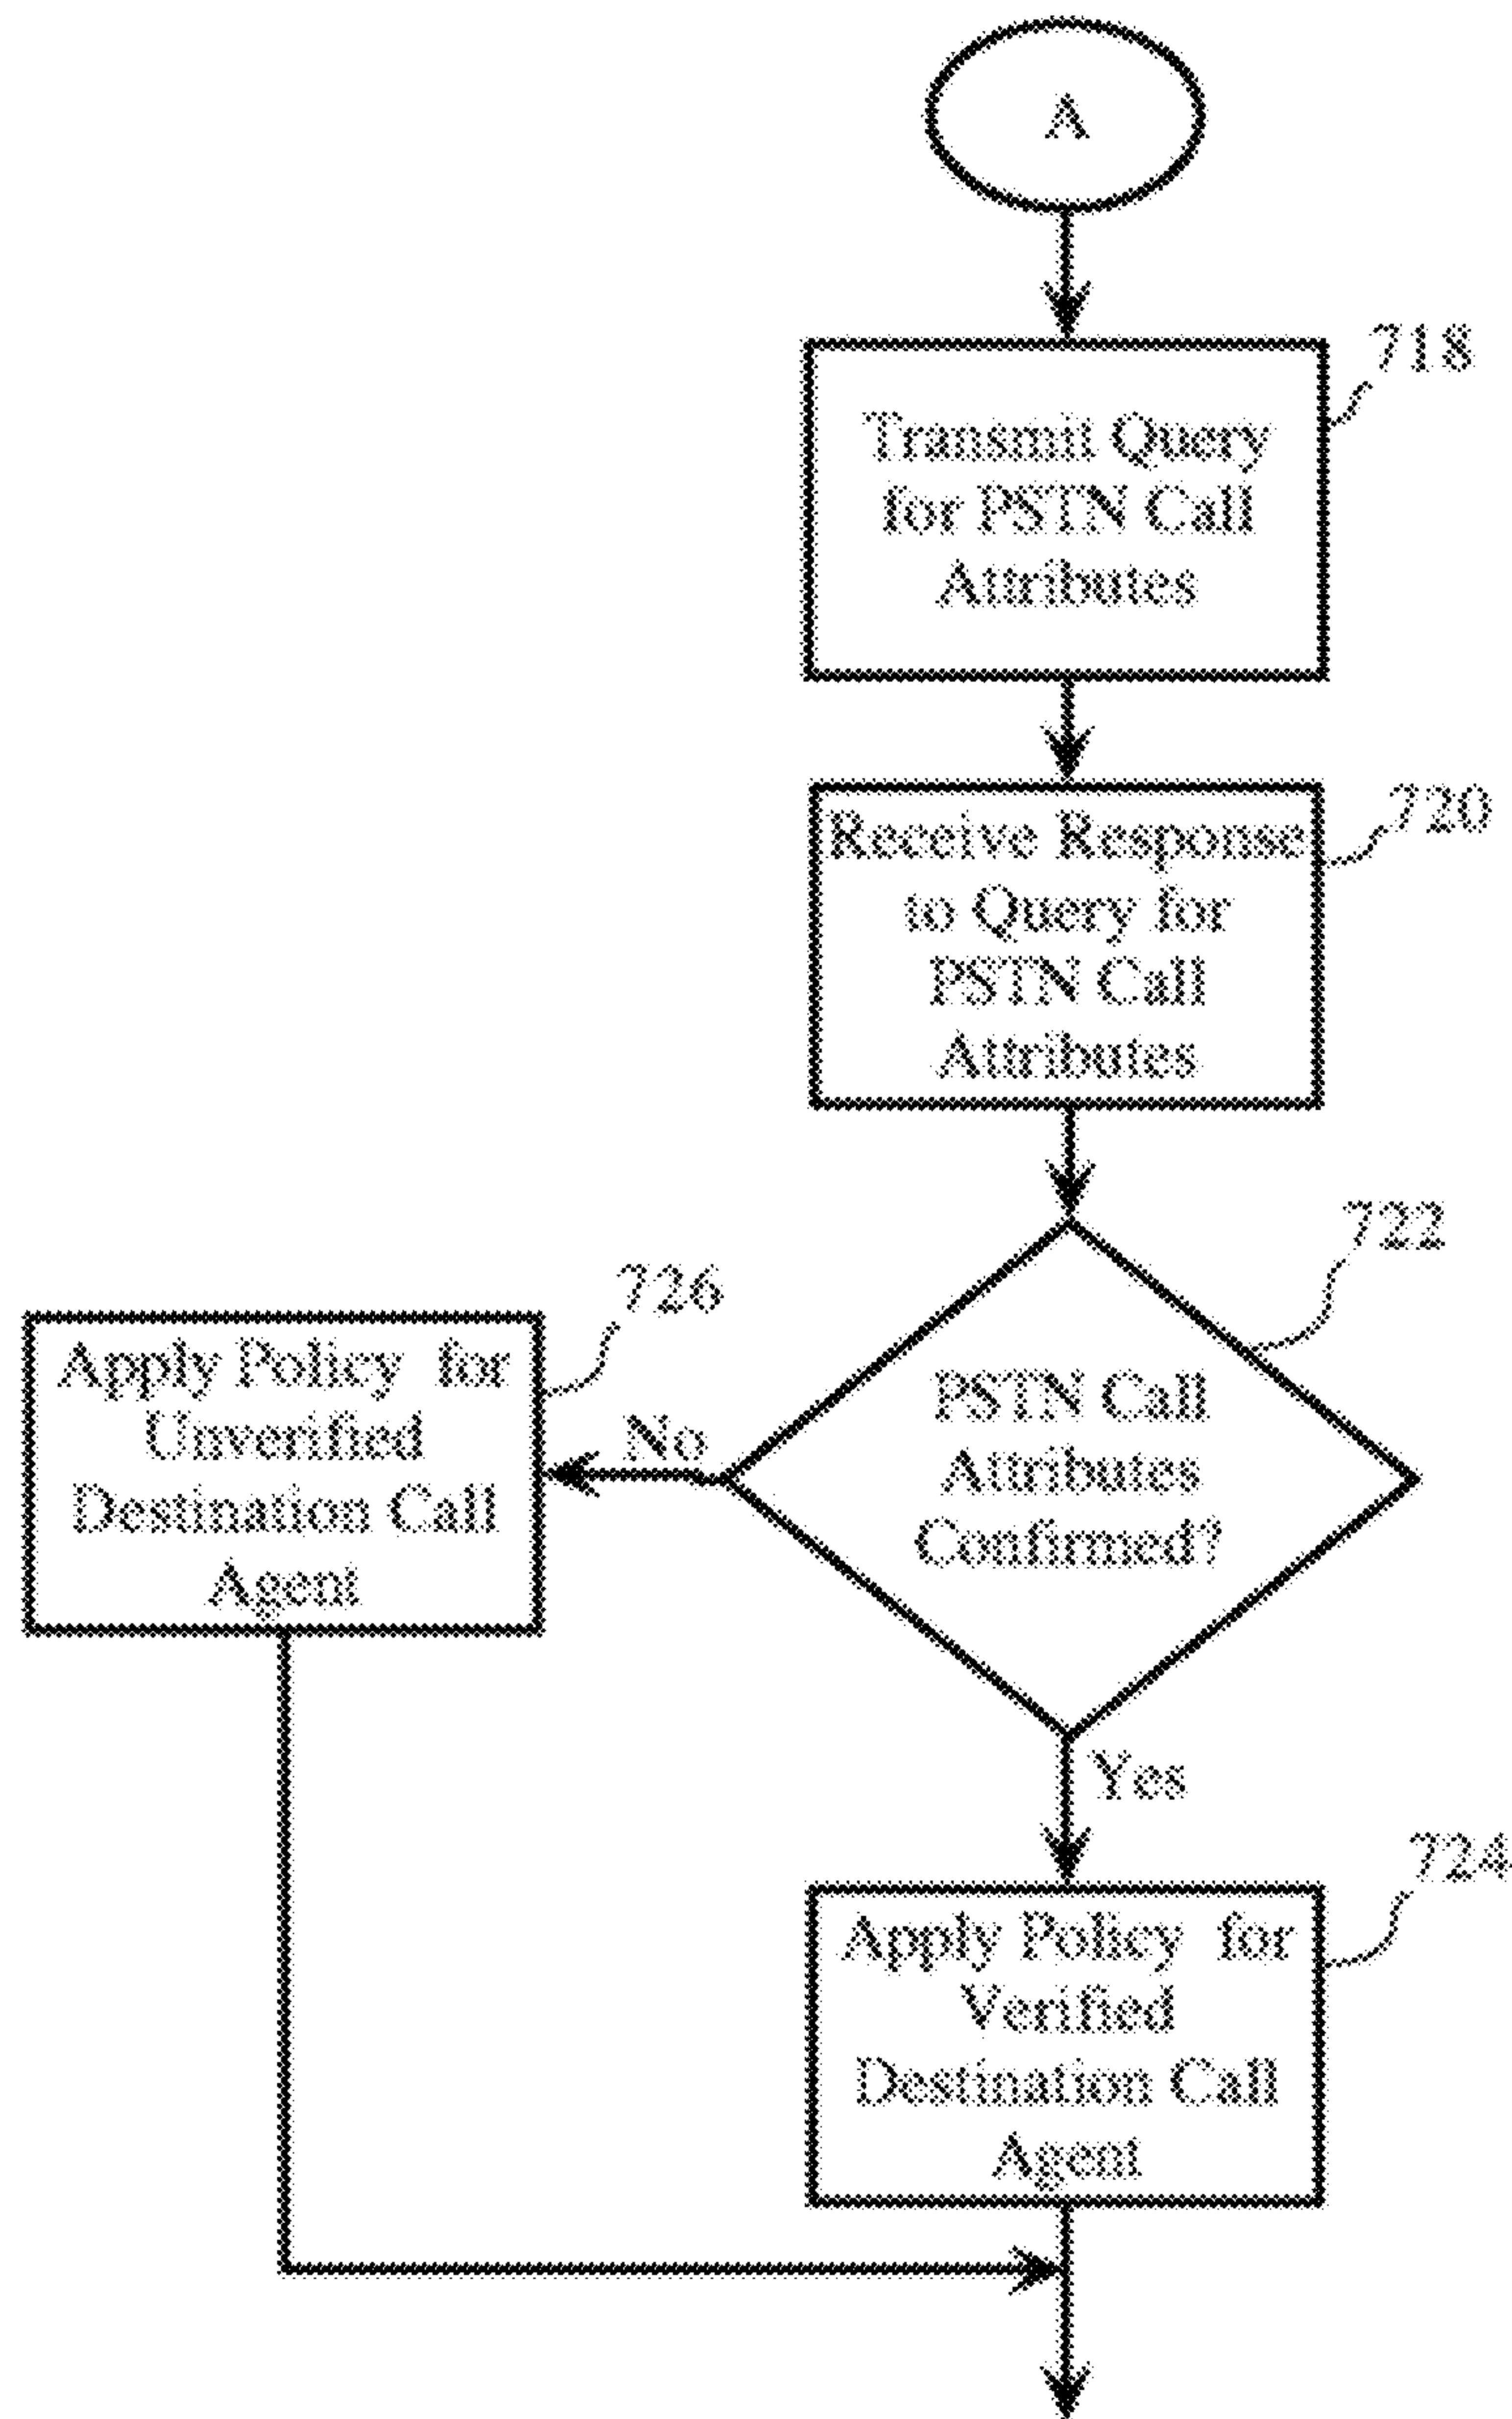 A
718
Transmit Query
for PSTN Call
Attributes
720
Receive Response
to Query for
PSTN Call
Attributes
722
PSTN Call
Attributes
Confirmed?
No
726
Apply Policy for
Unverified
Destination Call
Agent
Yes
724
Apply Policy for
Verified
Destination Call
Agent